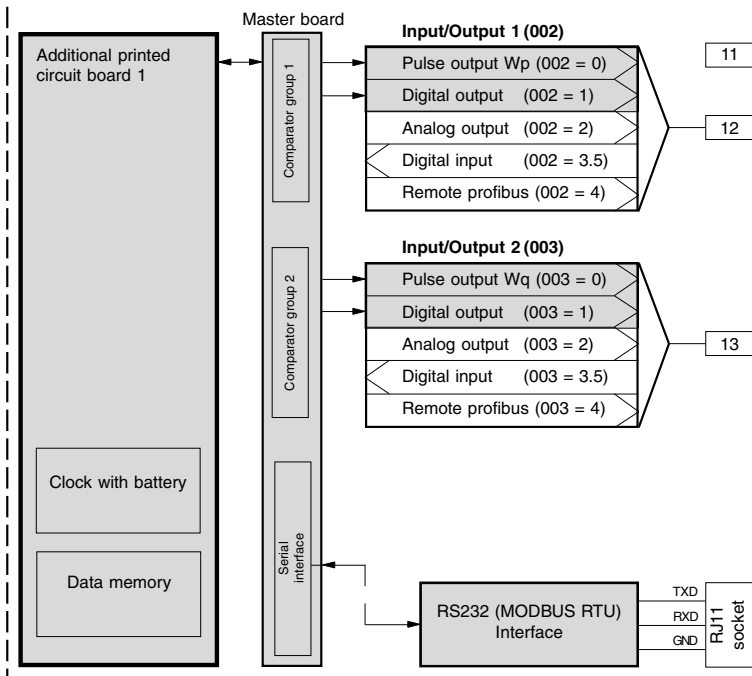 Master board
Additional printed
circuit board 1
Comparator group 1
Input/Output 1 (002)
Pulse output Wp (002 = 0)
Digital output (002 = 1)
Analog output (002 = 2)
Digital input (002 = 3.5)
Remote profibus (002 = 4)
11
12
Comparator group 2
Input/Output 2 (003)
Pulse output Wq (003 = 0)
Digital output (003 = 1)
Analog output (003 = 2)
Digital input (003 = 3.5)
Remote profibus (003 = 4)
13
Clock with battery
Data memory
Serial
interface
RS232 (MODBUS RTU)
Interface
TXD
RXD
GND
RJ11
socket